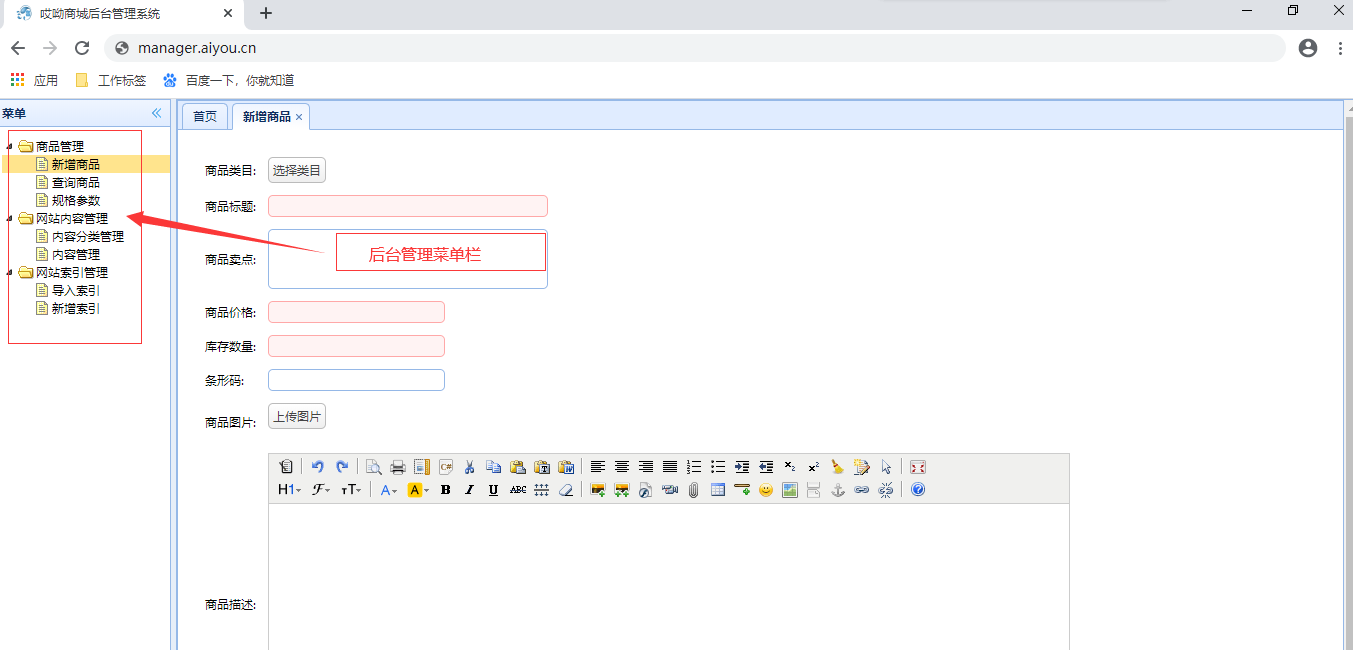 哎呦商城后台管理系统
manager.aiyou.cn
应用 工作标签 百度一下，你就知道
菜单
商品管理
新增商品
查询商品
规格参数
网站内容管理
内容分类管理
内容管理
网站索引管理
导入索引
新增索引
首页 新增商品
商品类目: 选择类目
商品标题:
商品卖点:
后台管理菜单栏
商品价格:
库存数量:
条形码:
商品图片: 上传图片
H1 F TT A A B I U ABC
商品描述: